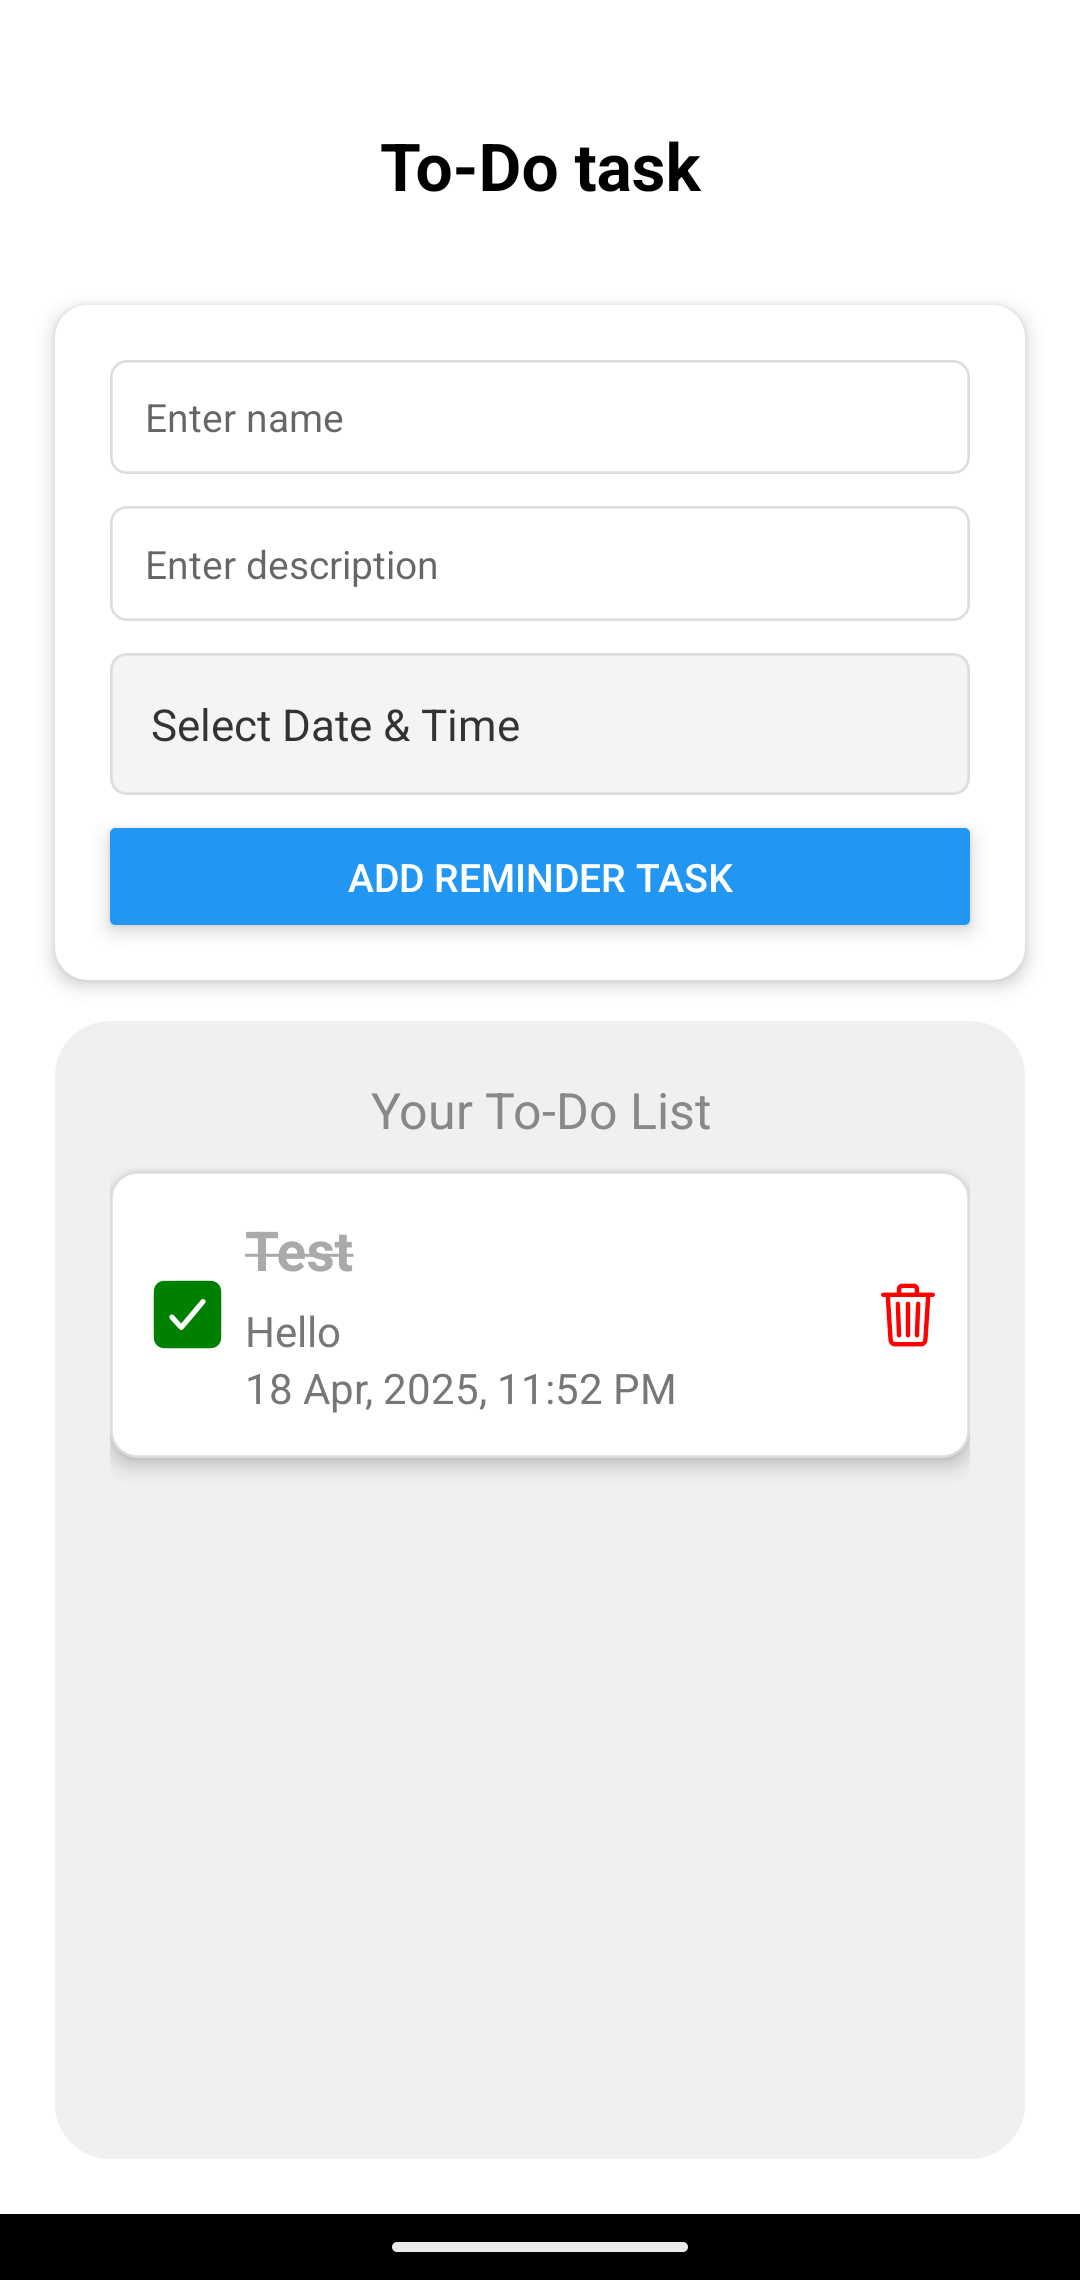 To-Do task
Enter name
Enter description
Select Date & Time
ADD REMINDER TASK
Your To-Do List
Test
Hello
18 Apr, 2025, 11:52 PM